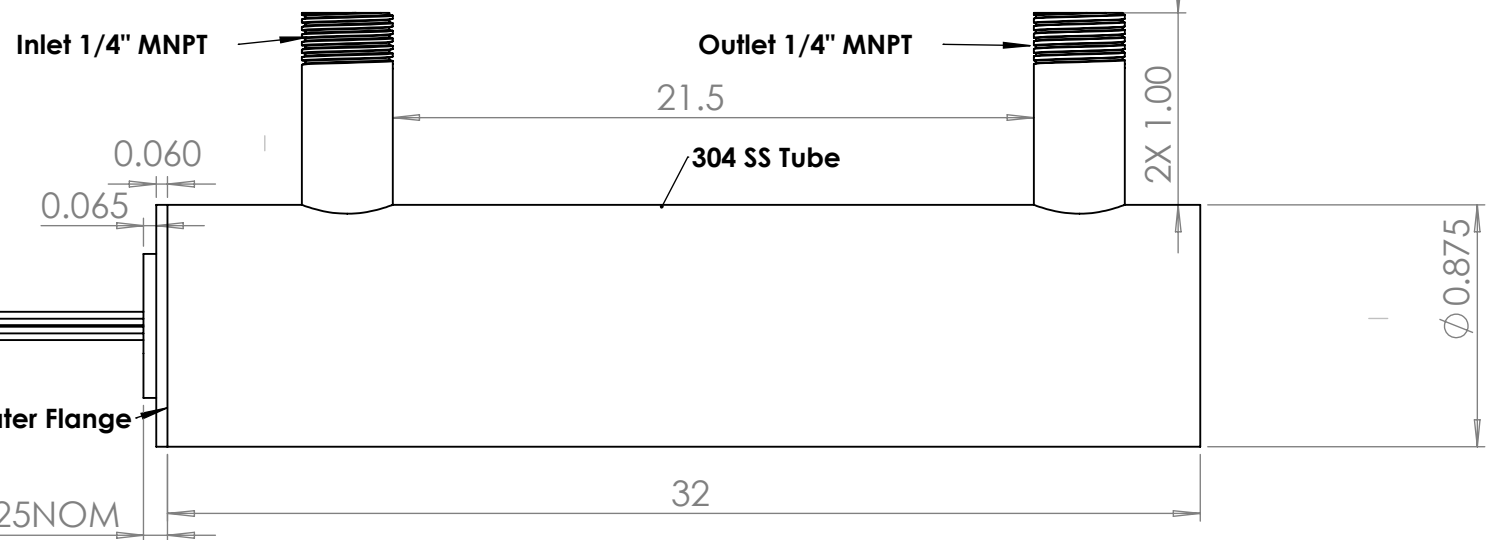 Inlet 1/4" MNPT
Outlet 1/4" MNPT
21.5
2X 1.00
0.060
304 SS Tube
0.065
Ø 0.875
ter Flange
32
25NOM